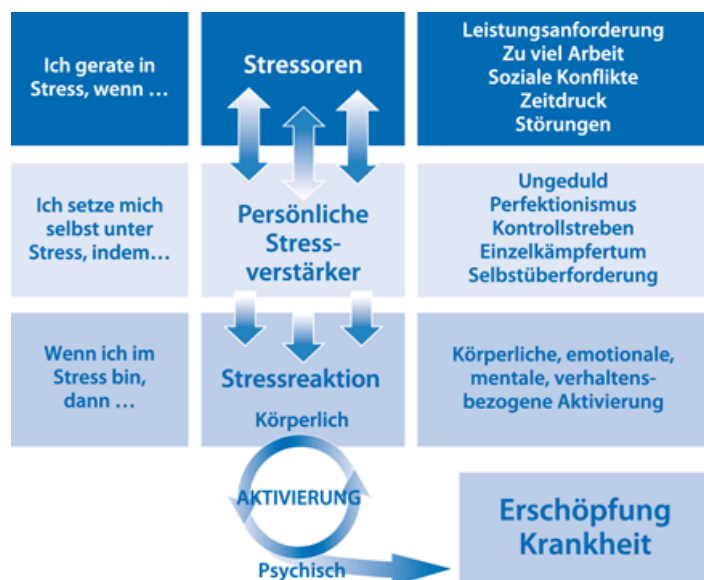 Ich gerate in
Stress, wenn …
Stressoren
Leistungsanforderung
Zu viel Arbeit
Soziale Konflikte
Zeitdruck
Störungen
Ich setze mich
selbst unter
Stress, indem…
Persönliche
Stress-
verstärker
Ungeduld
Perfektionismus
Kontrollstreben
Einzelkämpfertum
Selbstüberforderung
Wenn ich im
Stress bin,
dann …
Stressreaktion
Körperlich
Körperliche, emotionale,
mentale, verhaltens-
bezogene Aktivierung
AKTIVIERUNG
Psychisch
Erschöpfung
Krankheit